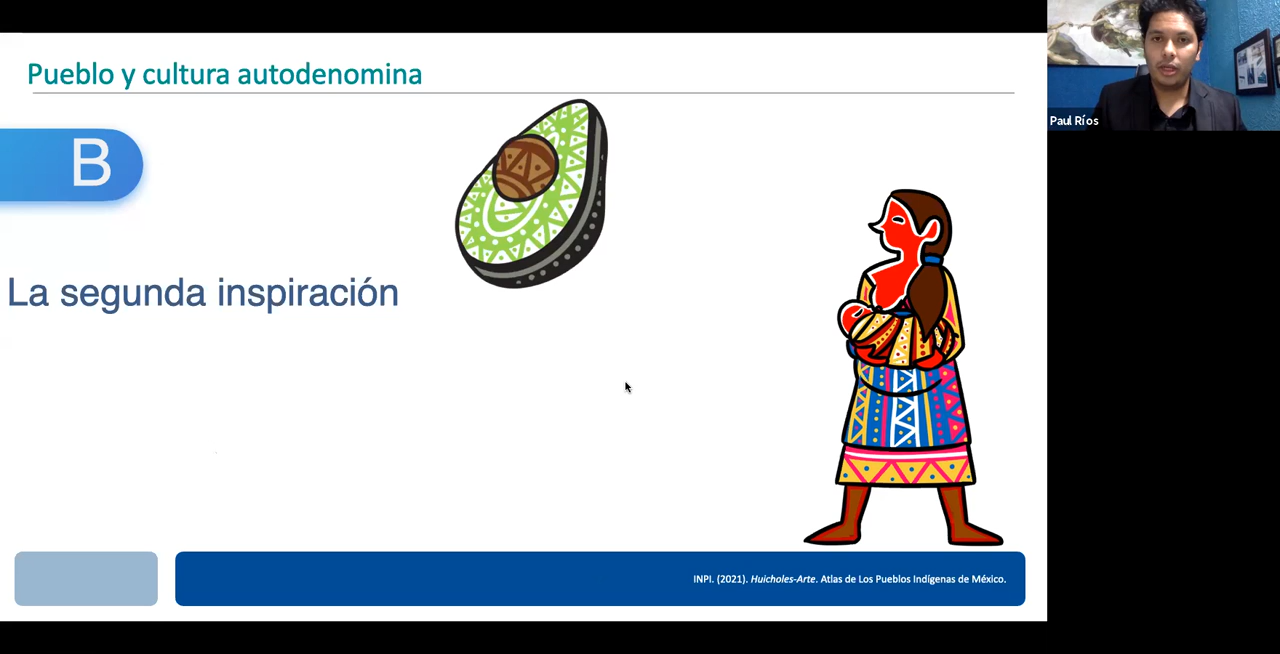 Pueblo y cultura autodenomina
Paul Ríos
B
La segunda inspiración
INPI. (2021). Huicholes-Arte. Atlas de Los Pueblos Indígenas de México.